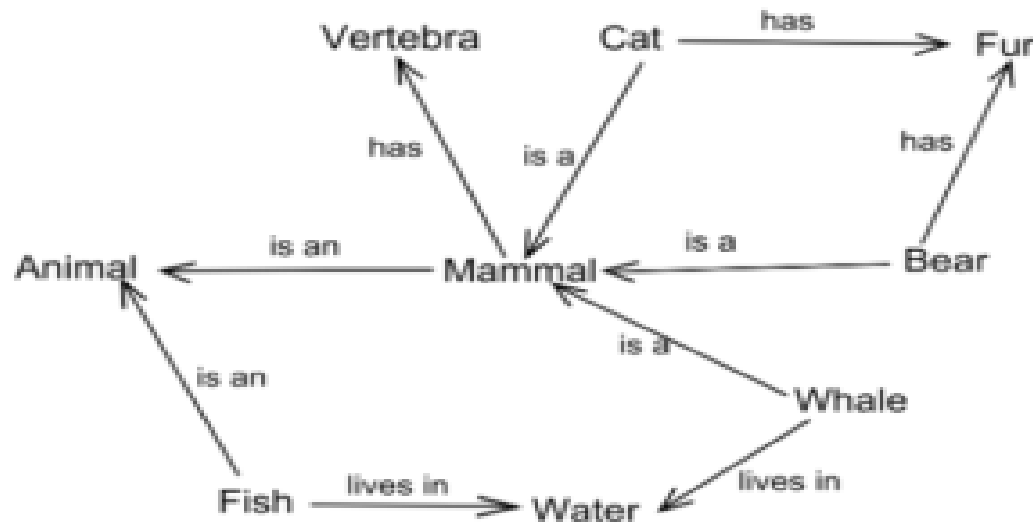 Vertebra
Cat
has
Fur
has
is a
has
Animal
is an
Mammal
is a
Bear
is an
is a
Whale
Fish
lives in
Water
lives in